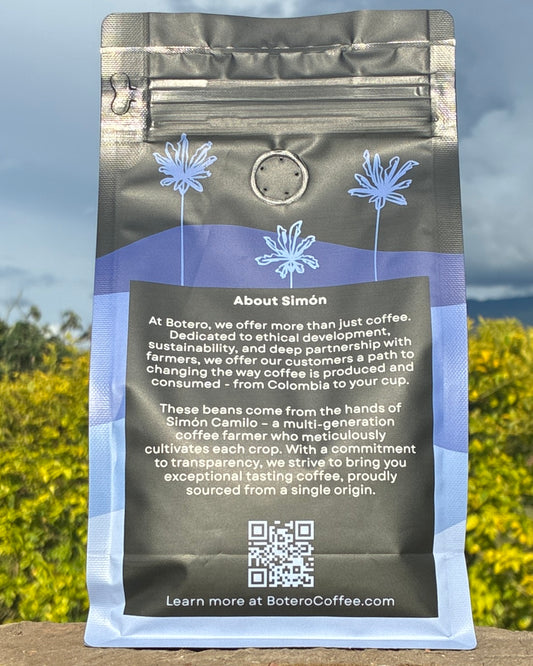 About Simón
At Botero, we offer more than just coffee.
Dedicated to ethical development,
sustainability, and deep partnership with
farmers, we offer our customers a path to
changing the way coffee is produced and
consumed - from Colombia to your cup.
These beans come from the hands of
Simón Camilo – a multi-generation
coffee farmer who meticulously
cultivates each crop. With a commitment
to transparency, we strive to bring you
exceptional tasting coffee, proudly
sourced from a single origin.
Learn more at BoteroCoffee.com